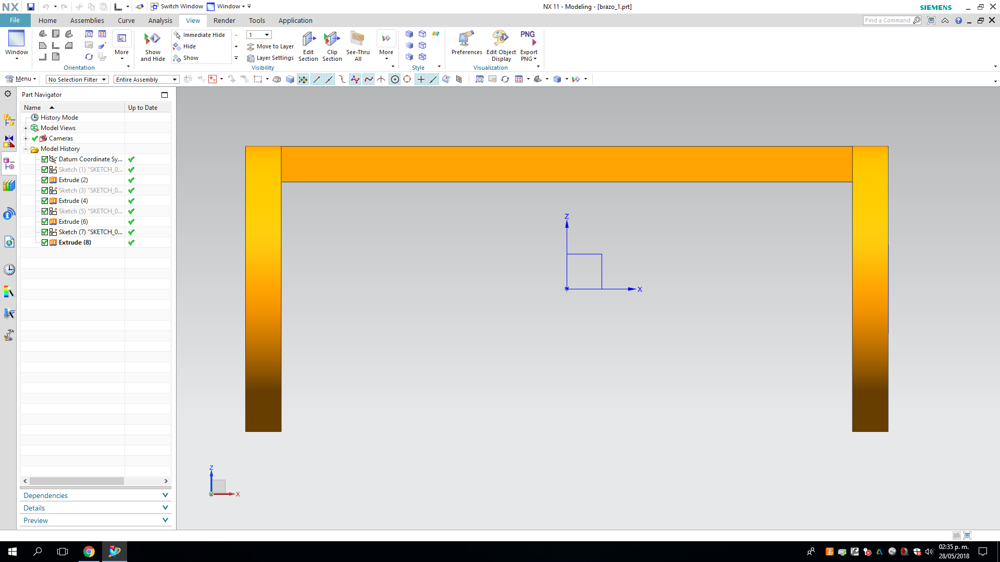 NX Switch Window Window NX 11 - Modeling - [brazo_1.prt] SIEMENS
File Home Assemblies Curve Analysis View Render Tools Application Find a Command
Window
More
Orientation
Show and Hide
Immediate Hide
Hide
Show
1
Move to Layer
Layer Settings
Edit Section
Clip Section
See-Thru All
More
Visibility
Style
Preferences
Edit Object Display
PNG
Export PNG
Visualization
Menu No Selection Filter Entire Assembly
Part Navigator
Name Up to Date
History Mode
Model Views
Cameras
Model History
Datum Coordinate Sy...
Sketch (1) "SKETCH_0...
Extrude (2)
Sketch (3) "SKETCH_0...
Extrude (4)
Sketch (5) "SKETCH_0...
Extrude (6)
Sketch (7) "SKETCH_0...
Extrude (8)
Dependencies
Details
Preview
Z
X
Z
X
02:35 p. m.
28/05/2018